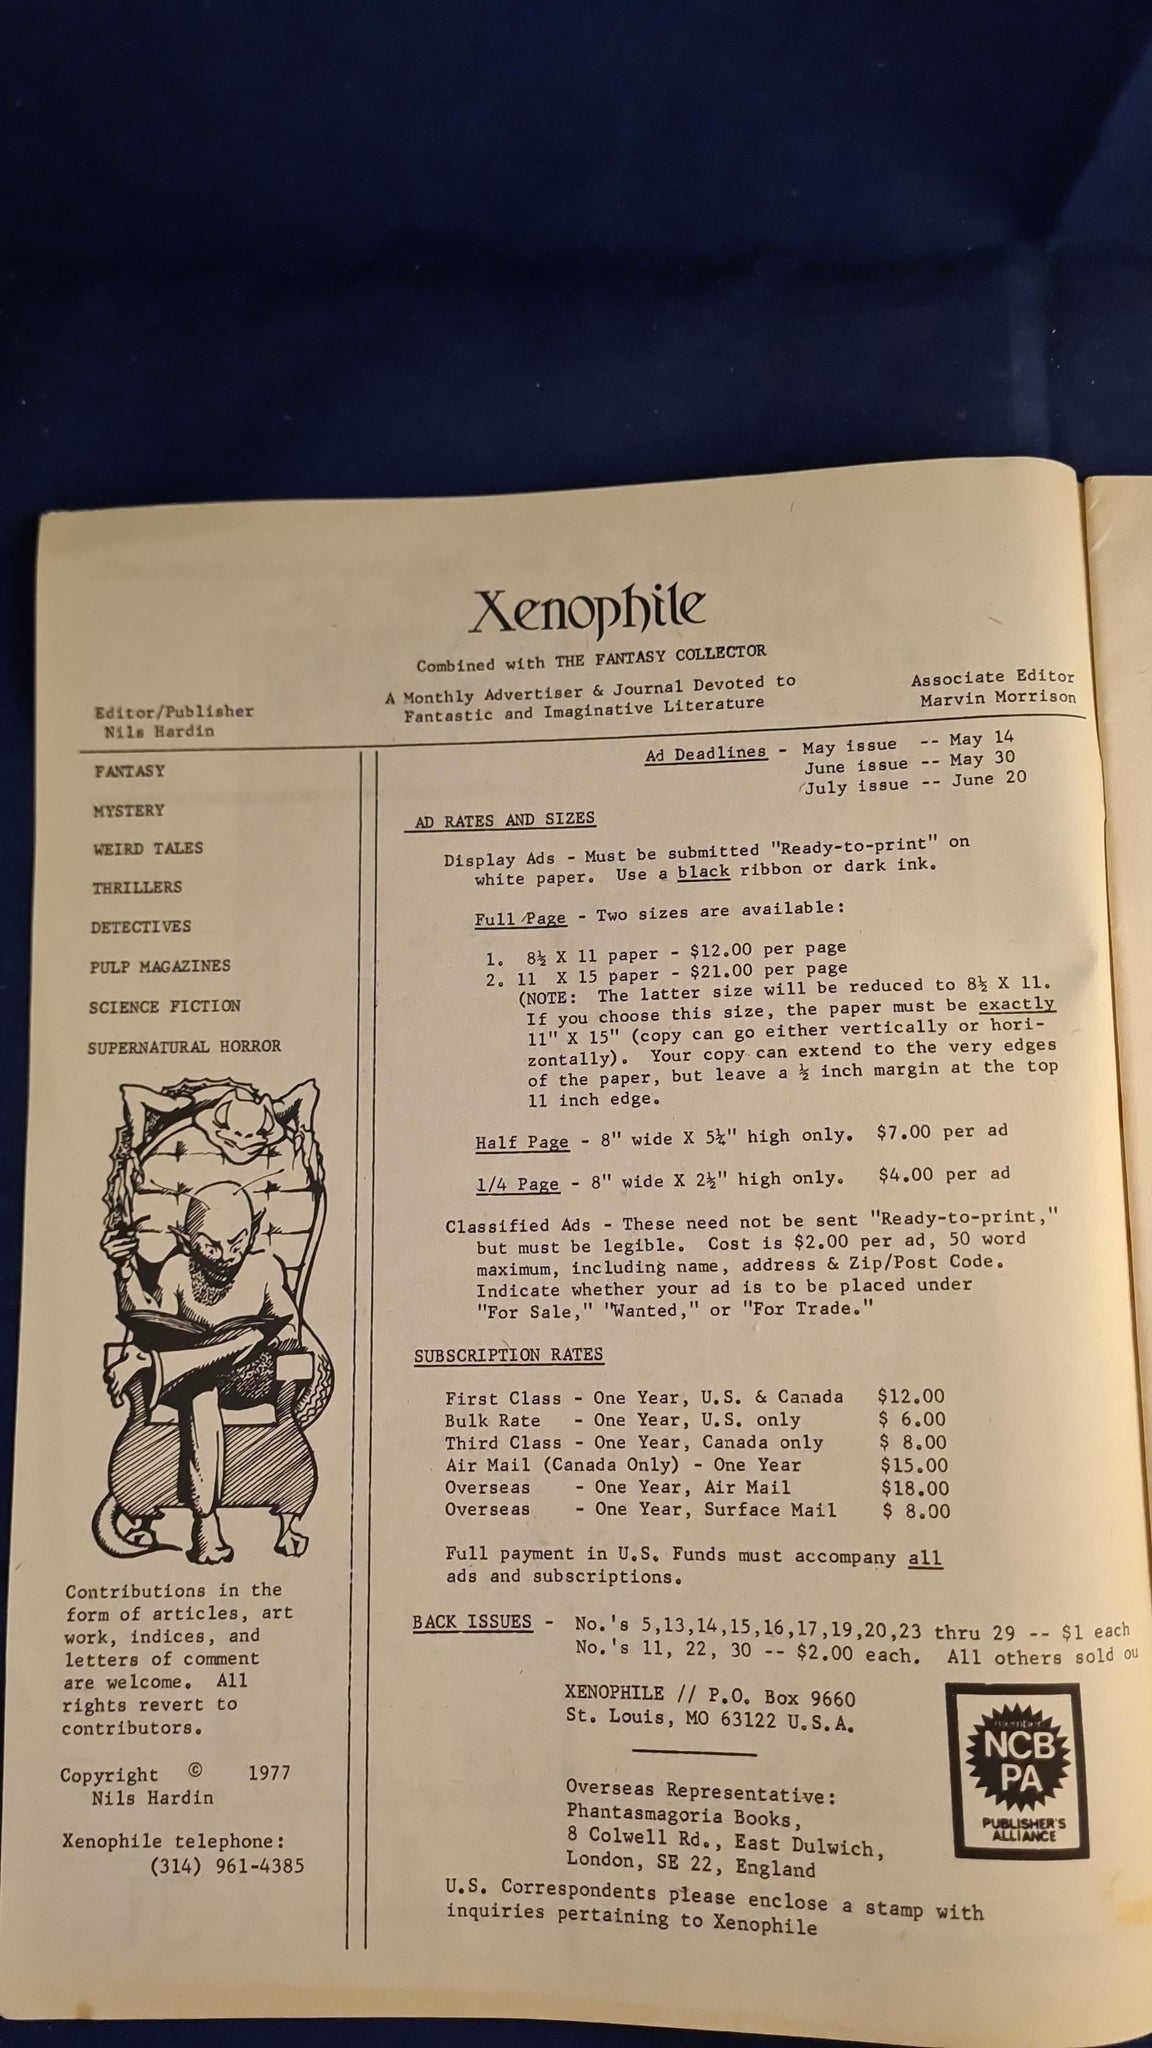 Xenophile
Combined with THE FANTASY COLLECTOR
A Monthly Advertiser & Journal Devoted to
Fantastic and Imaginative Literature
Editor/Publisher
Nils Hardin
Associate Editor
Marvin Morrison
FANTASY
MYSTERY
WEIRD TALES
THRILLERS
DETECTIVES
PULP MAGAZINES
SCIENCE FICTION
SUPERNATURAL HORROR
Contributions in the
form of articles, art
work, indices, and
letters of comment
are welcome. All
rights revert to
contributors.
Copyright © 1977
Nils Hardin
Xenophile telephone:
(314) 961-4385
Ad Deadlines - May issue -- May 14
June issue -- May 30
July issue -- June 20
AD RATES AND SIZES
Display Ads - Must be submitted "Ready-to-print" on
white paper. Use a black ribbon or dark ink.
Full Page - Two sizes are available:
1. 8½ X 11 paper - $12.00 per page
2. 11 X 15 paper - $21.00 per page
(NOTE: The latter size will be reduced to 8½ X 11.
If you choose this size, the paper must be exactly
11" X 15" (copy can go either vertically or hori-
zontally). Your copy can extend to the very edges
of the paper, but leave a ½ inch margin at the top
11 inch edge.
Half Page - 8" wide X 5¼" high only. $7.00 per ad
1/4 Page - 8" wide X 2½" high only. $4.00 per ad
Classified Ads - These need not be sent "Ready-to-print,"
but must be legible. Cost is $2.00 per ad, 50 word
maximum, including name, address & Zip/Post Code.
Indicate whether your ad is to be placed under
"For Sale," "Wanted," or "For Trade."
SUBSCRIPTION RATES
First Class - One Year, U.S. & Canada $12.00
Bulk Rate - One Year, U.S. only $ 6.00
Third Class - One Year, Canada only $ 8.00
Air Mail (Canada Only) - One Year $15.00
Overseas - One Year, Air Mail $18.00
Overseas - One Year, Surface Mail $ 8.00
Full payment in U.S. Funds must accompany all
ads and subscriptions.
BACK ISSUES - No.'s 5,13,14,15,16,17,19,20,23 thru 29 -- $1 each
No.'s 11, 22, 30 -- $2.00 each. All others sold ou
XENOPHILE // P.O. Box 9660
St. Louis, MO 63122 U.S.A.
Overseas Representative:
Phantasmagoria Books,
8 Colwell Rd., East Dulwich,
London, SE 22, England
U.S. Correspondents please enclose a stamp with
inquiries pertaining to Xenophile
member
NCB
PA
PUBLISHER'S
ALLIANCE